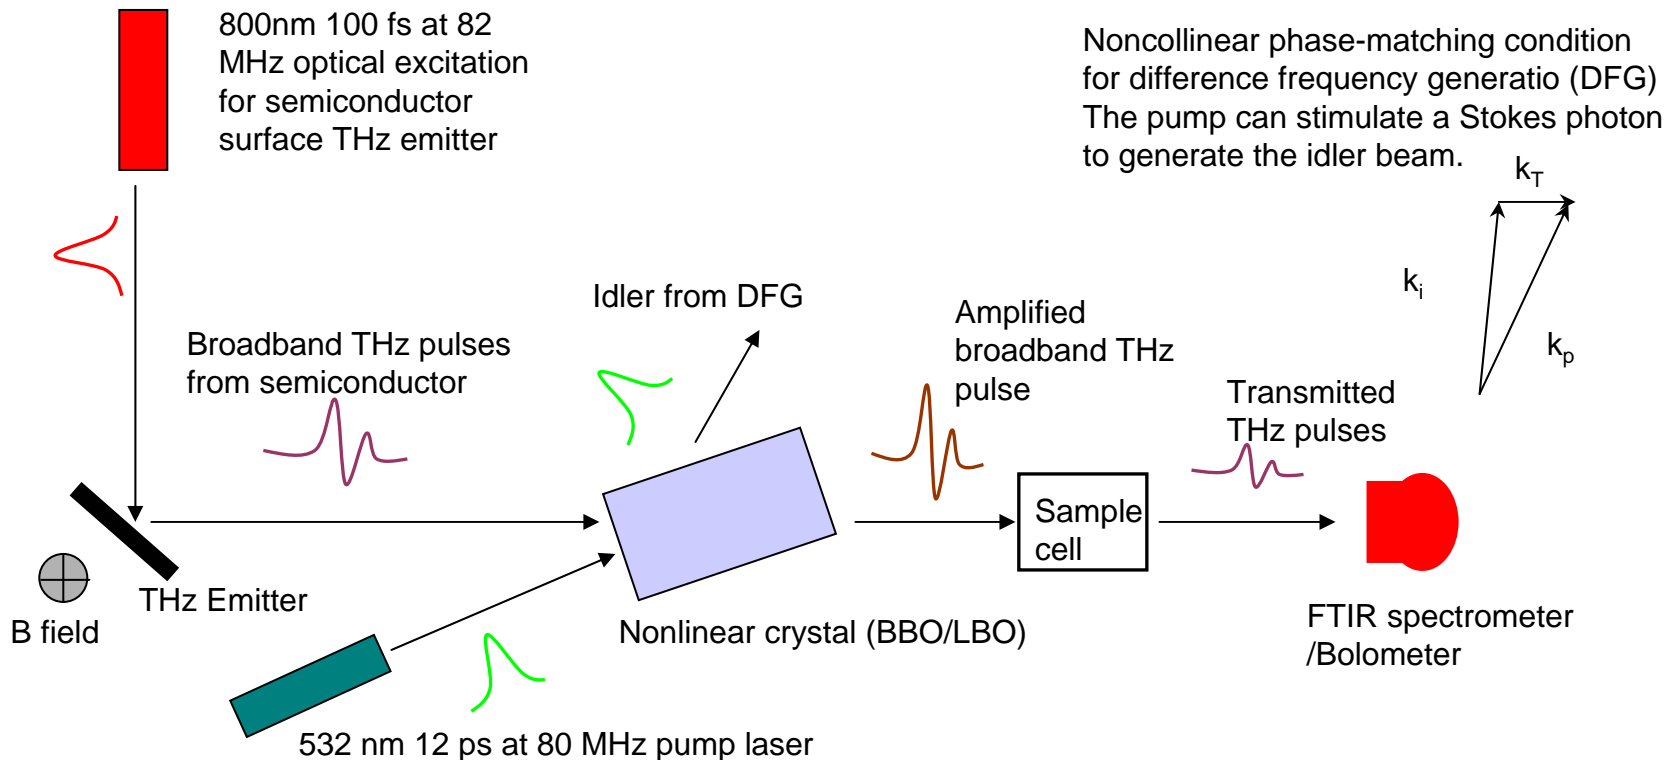 800nm 100 fs at 82
MHz optical excitation
for semiconductor
surface THz emitter
Noncollinear phase-matching condition
for difference frequency generatio (DFG)
The pump can stimulate a Stokes photon
to generate the idler beam.
k_T
k_i
k_p
Idler from DFG
Broadband THz pulses
from semiconductor
Amplified
broadband THz
pulse
Transmitted
THz pulses
Sample
cell
THz Emitter
B field
Nonlinear crystal (BBO/LBO)
FTIR spectrometer
/Bolometer
532 nm 12 ps at 80 MHz pump laser